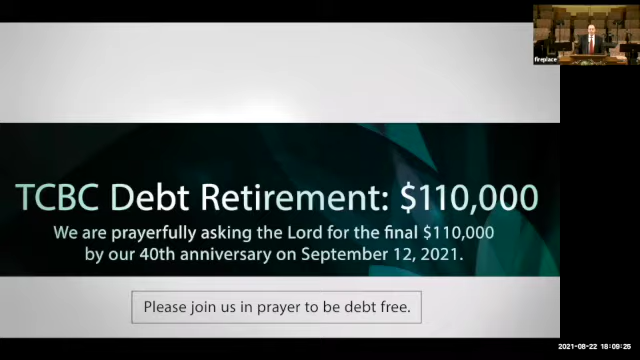 fireplace
TCBC Debt Retirement: $110,000
We are prayerfully asking the Lord for the final $110,000
by our 40th anniversary on September 12, 2021.
Please join us in prayer to be debt free.
2021-08-22 18:09:26